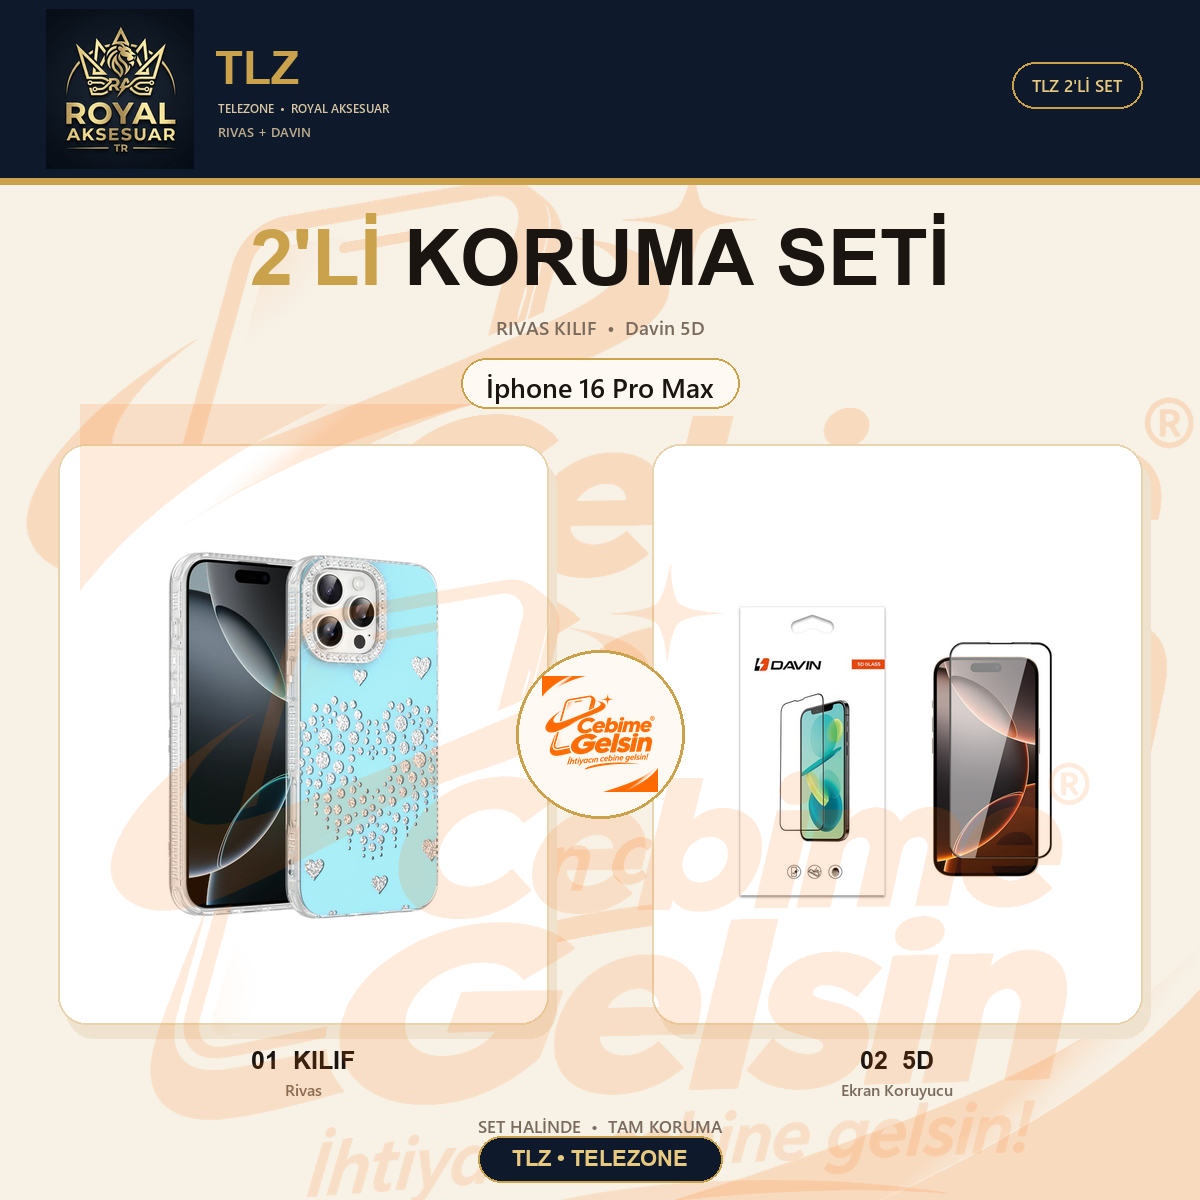 ROYAL
AKSESUAR
TR
TLZ
TELEZONE • ROYAL AKSESUAR
RIVAS + DAVIN
TLZ 2'Lİ SET
2'Lİ KORUMA SETİ
RIVAS KILIF • Davin 5D
İphone 16 Pro Max
DAVIN
5D GLASS
Cebime®
Gelsin
İhtiyacın cebine gelsin!
Cebime®
Gelsin
01 KILIF
Rivas
02 5D
Ekran Koruyucu
SET HALİNDE • TAM KORUMA
TLZ • TELEZONE